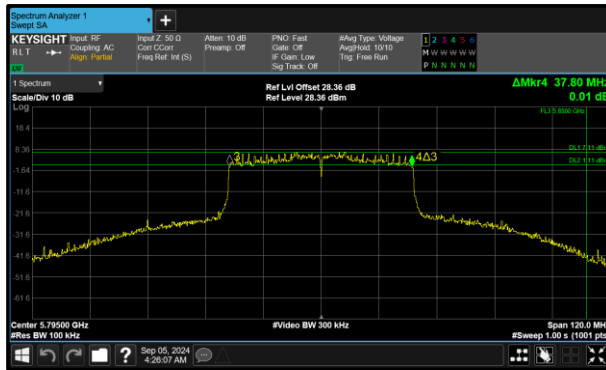 Spectrum Analyzer 1
Swept SA
+
KEYSIGHT Input: RF Input Z: 50 Ω Atten: 10 dB PNO: Fast #Avg Type: Voltage 1 2 3 4 5 6
RLT Coupling: AC Corr CCorr Preamp: Off Gate: Off Avg|Hold: 10/10 M W W W W W
Align: Partial Freq Ref: Int (S) IF Gain: Low Trig: Free Run P N N N N N
Sig Track: Off
1 Spectrum Ref Lvl Offset 28.36 dB ΔMkr4 37.80 MHz
Scale/Div 10 dB Ref Level 28.36 dBm 0.01 dB
Log
18.4
8.36
-1.64
-11.6
-21.6
-31.6
-41.6
-51.6
-61.6
3 4Δ3
Center 5.79500 GHz #Video BW 300 kHz Span 120.0 MH
#Res BW 100 kHz #Sweep 1.00 s (1001 pts
? Sep 05, 2024
4:26:07 AM